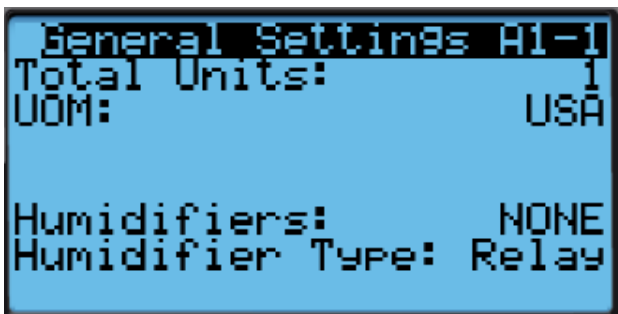 General Settings A1-1
Total Units: 1
UOM: USA
Humidifiers: NONE
Humidifier Type: Relay